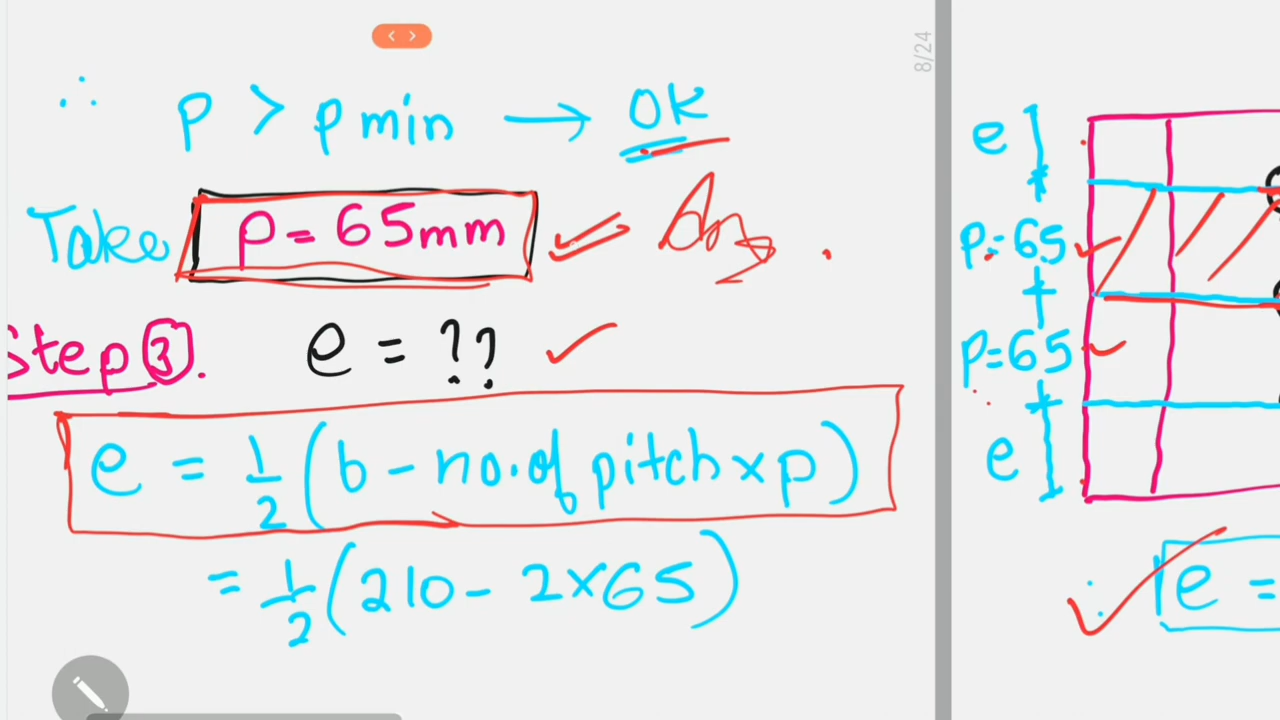 8/24
∴ p > p min → OK
Take p = 65mm Ans.
Step ③. e = ??
e = 1/2 (b - no. of pitch × p)
= 1/2 (210 - 2×65)
e
p = 65
p = 65
e
∴ e =